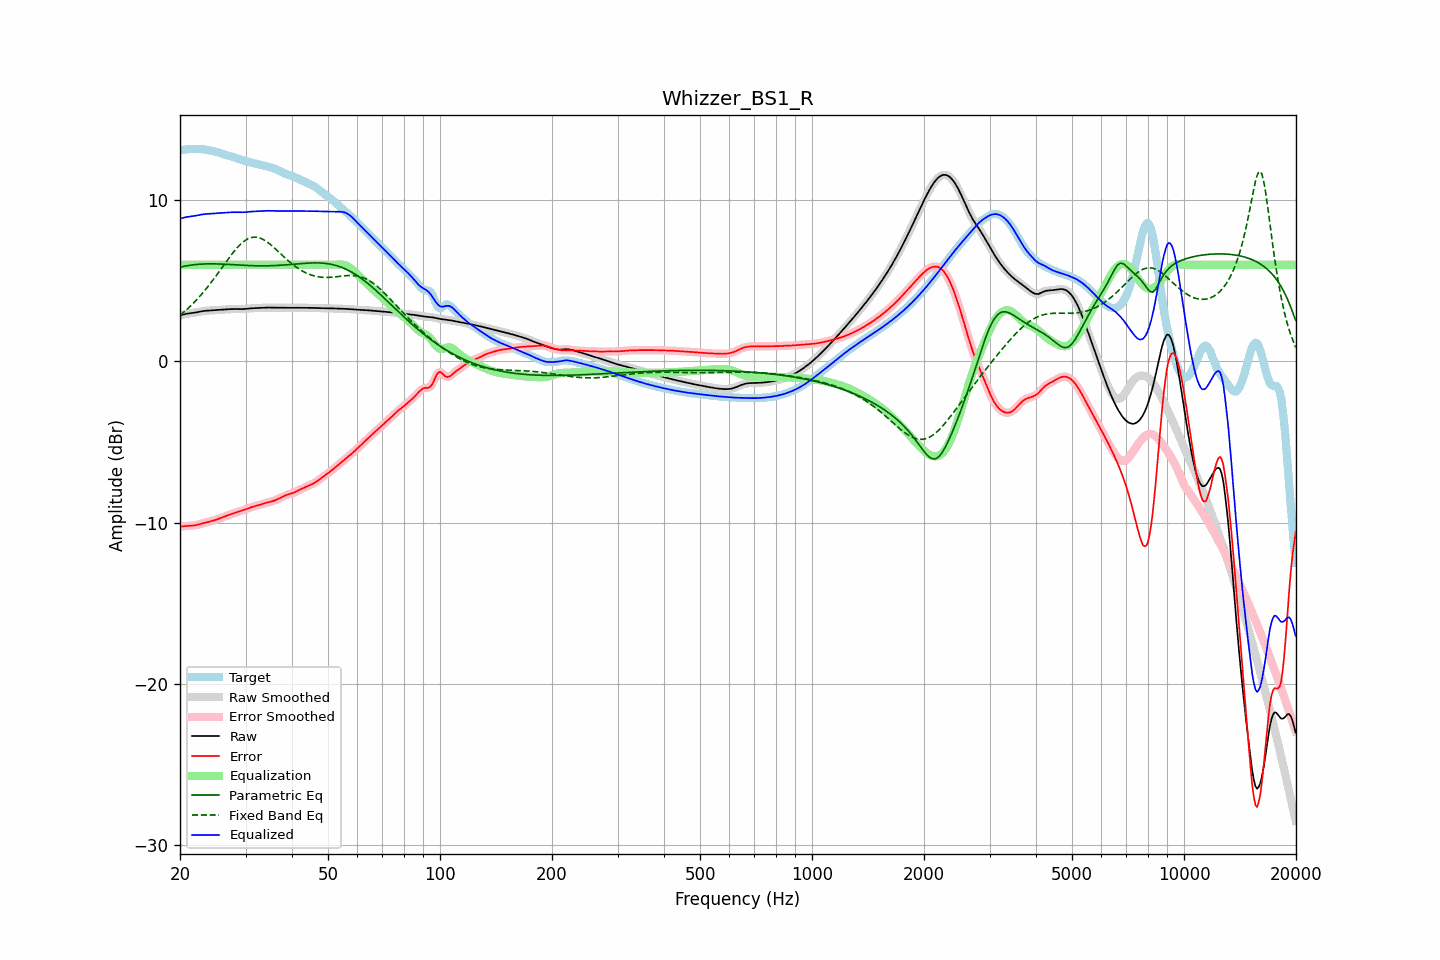 Whizzer_BS1_R
Amplitude (dBr)
10
0
−10
−20
−30
Target
Raw Smoothed
Error Smoothed
Raw
Error
Equalization
Parametric Eq
Fixed Band Eq
Equalized
20 50 100 200 500 1000 2000 5000 10000 20000
Frequency (Hz)